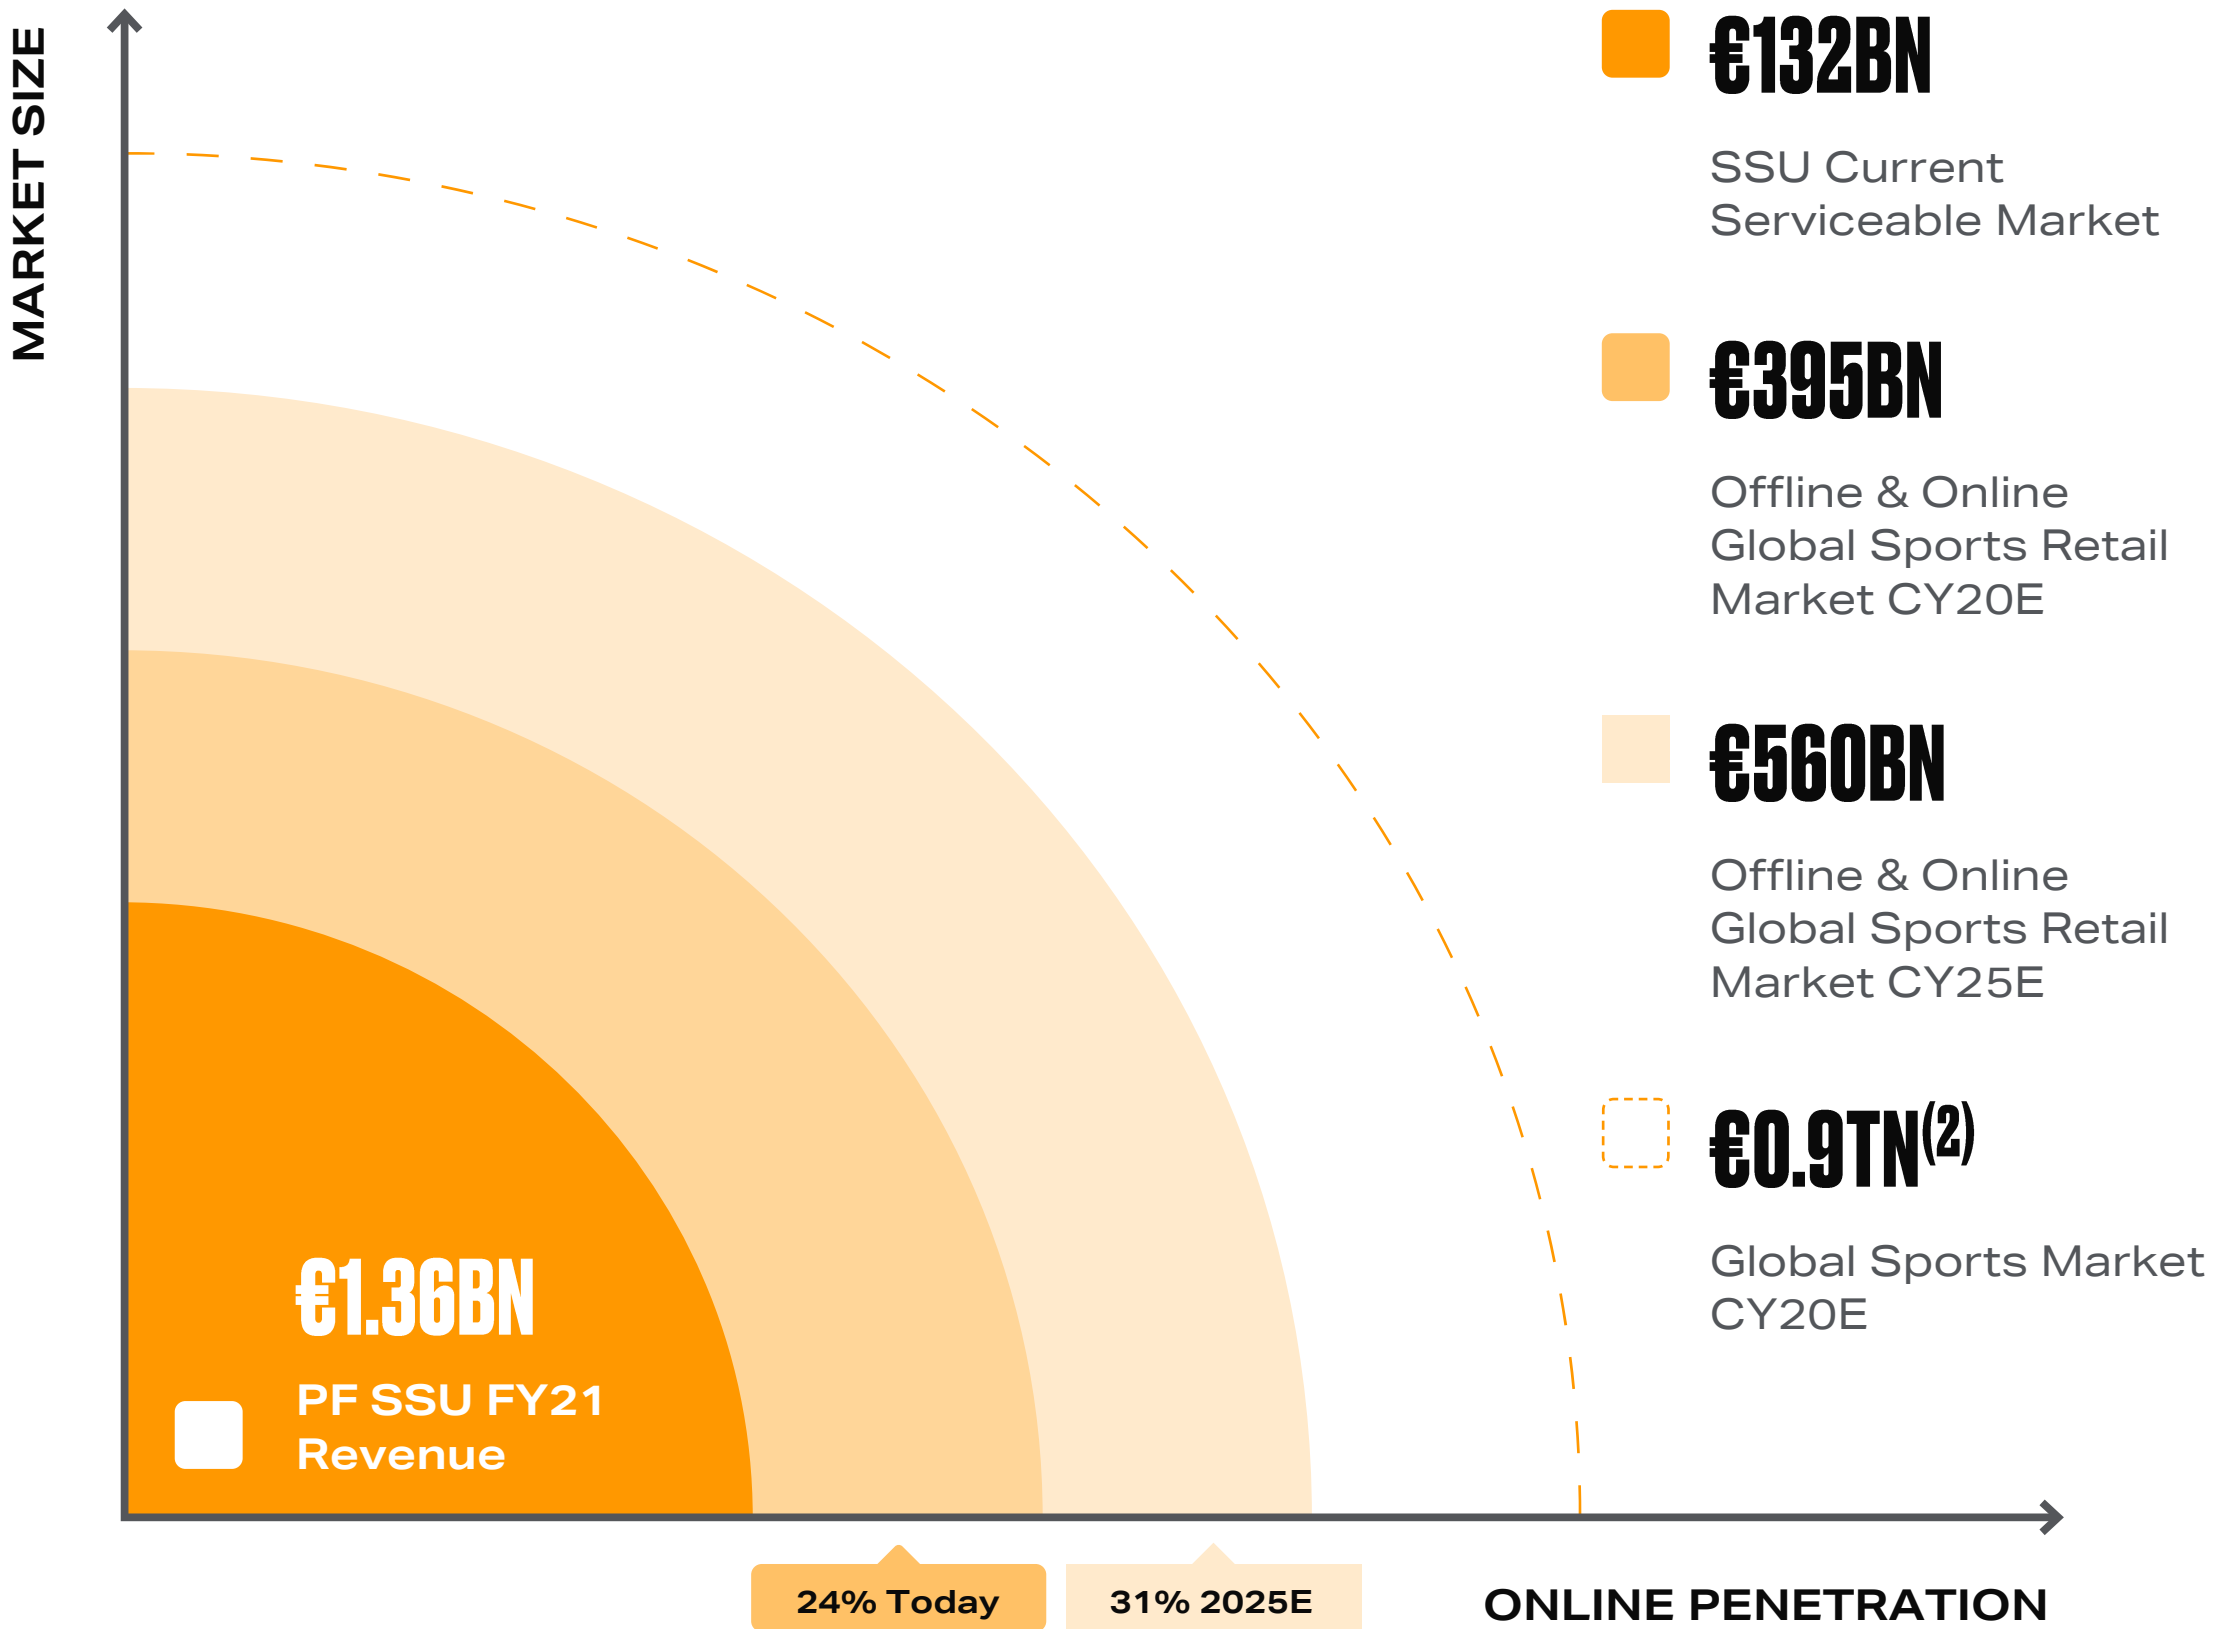 MARKET SIZE
€132BN
SSU Current
Serviceable Market
€395BN
Offline & Online
Global Sports Retail
Market CY20E
€560BN
Offline & Online
Global Sports Retail
Market CY25E
€0.9TN(2)
Global Sports Market
CY20E
€1.36BN
PF SSU FY21
Revenue
24% Today
31% 2025E
ONLINE PENETRATION